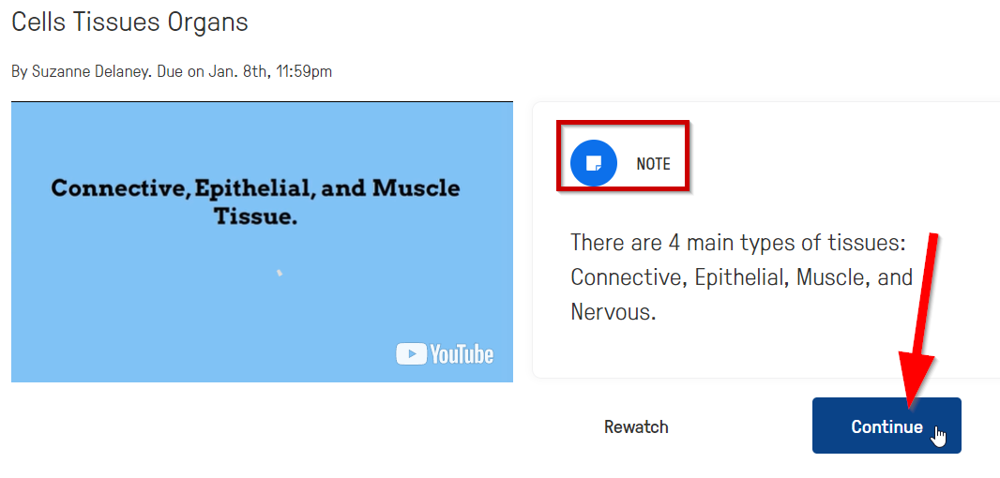 Cells Tissues Organs
By Suzanne Delaney. Due on Jan. 8th, 11:59pm
Connective, Epithelial, and Muscle
Tissue.
YouTube
NOTE
There are 4 main types of tissues:
Connective, Epithelial, Muscle, and
Nervous.
Rewatch
Continue